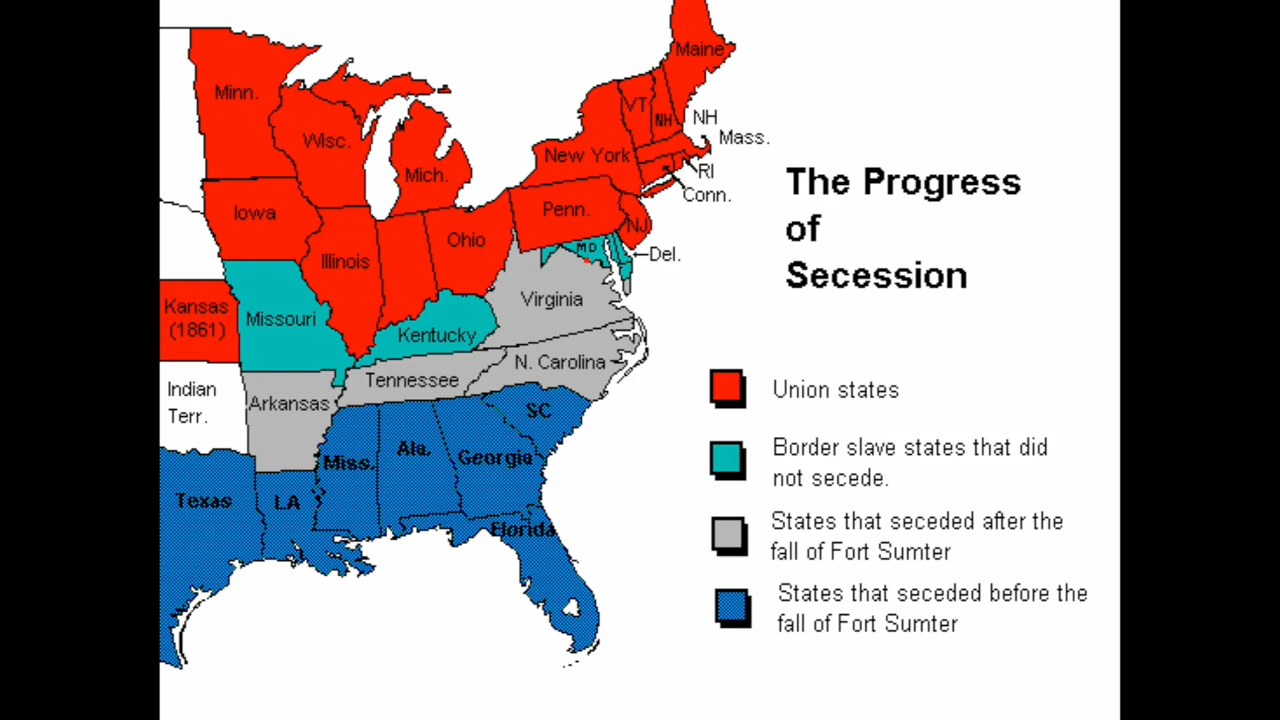 Maine
Minn.
VT
NH
NH
Mass.
Wisc.
New York
Mich.
RI
Conn.
The Progress
of
Secession
Iowa
Penn.
NJ
Ohio
MD
Del.
Illinois
Kansas
(1861)
Missouri
Virginia
Kentucky
N. Carolina
Indian
Terr.
Tennessee
Arkansas
SC
Union states
Miss.
Ala.
Georgia
Border slave states that did
not secede.
Texas
LA
Florida
States that seceded after the
fall of Fort Sumter
States that seceded before the
fall of Fort Sumter